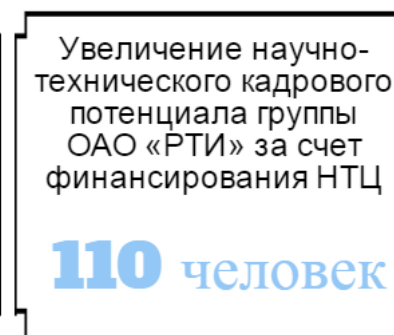 Увеличение научно-
технического кадрового
потенциала группы
ОАО «РТИ» за счет
финансирования НТЦ
110 человек